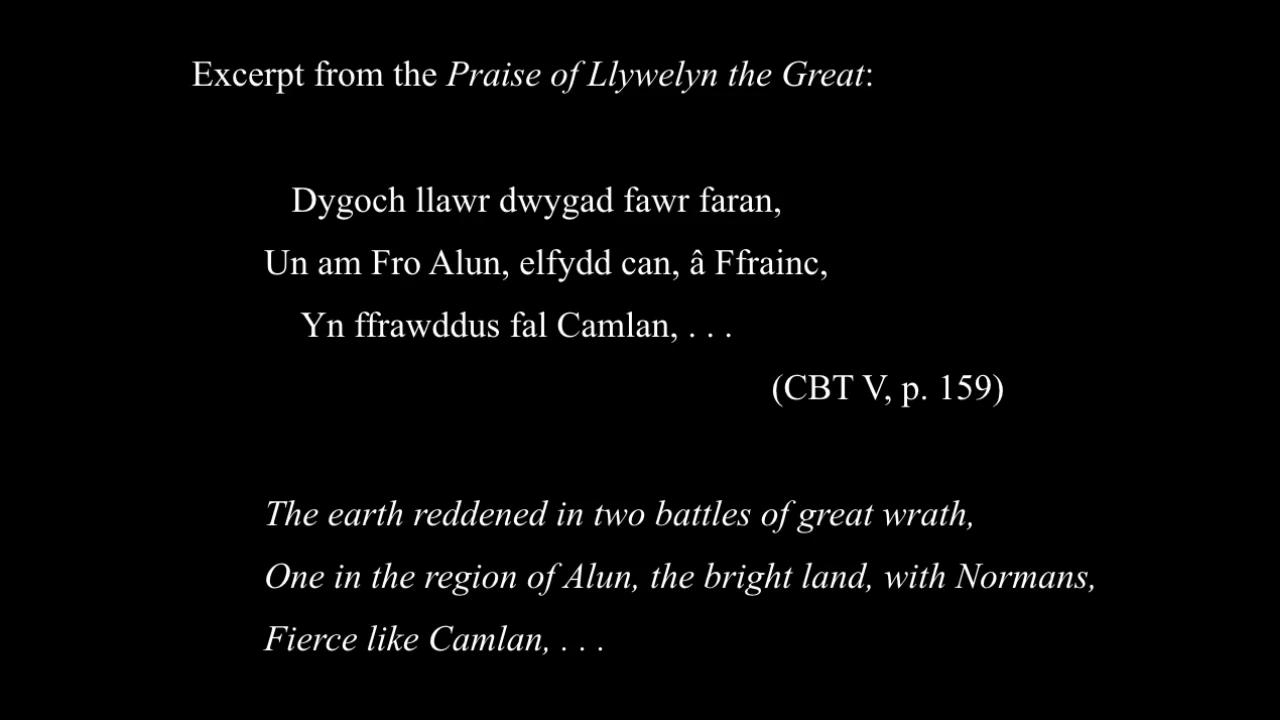 Excerpt from the Praise of Llywelyn the Great:
Dygoch llawr dwygad fawr faran,
Un am Fro Alun, elfydd can, â Ffrainc,
Yn ffrawddus fal Camlan, . . .
(CBT V, p. 159)
The earth reddened in two battles of great wrath,
One in the region of Alun, the bright land, with Normans,
Fierce like Camlan, . . .